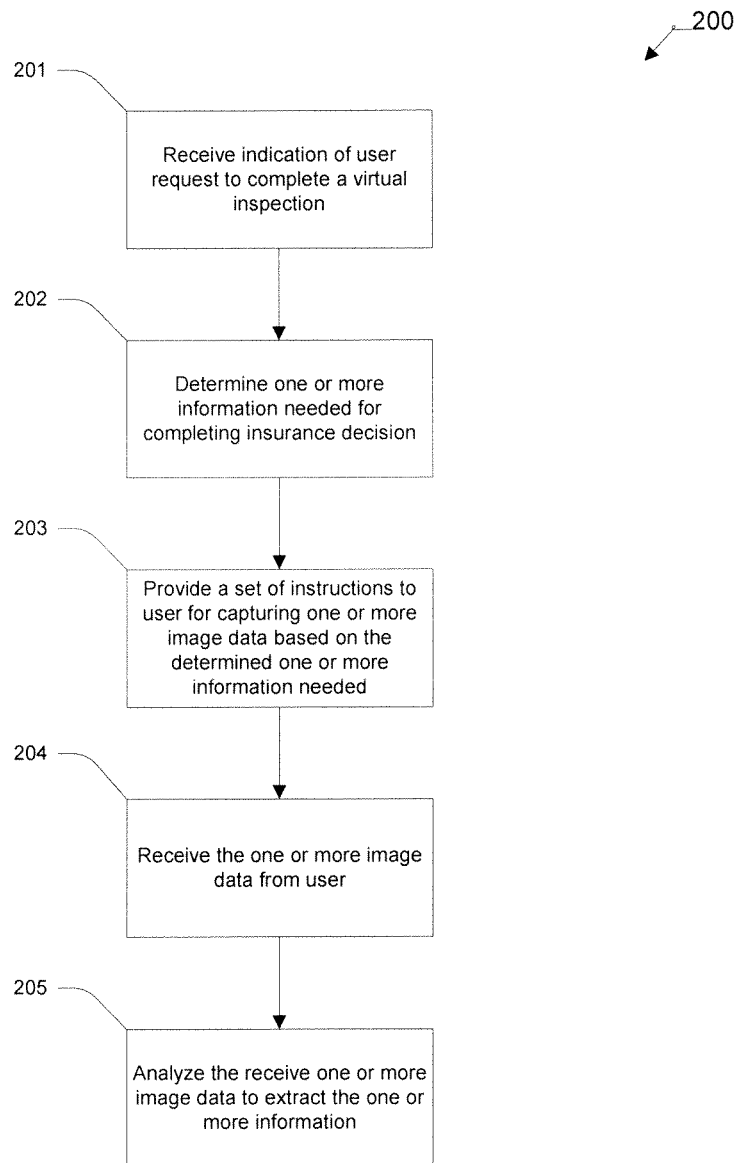 200
201
Receive indication of user
request to complete a virtual
inspection
202
Determine one or more
information needed for
completing insurance decision
203
Provide a set of instructions to
user for capturing one or more
image data based on the
determined one or more
information needed
204
Receive the one or more image
data from user
205
Analyze the receive one or more
image data to extract the one or
more information